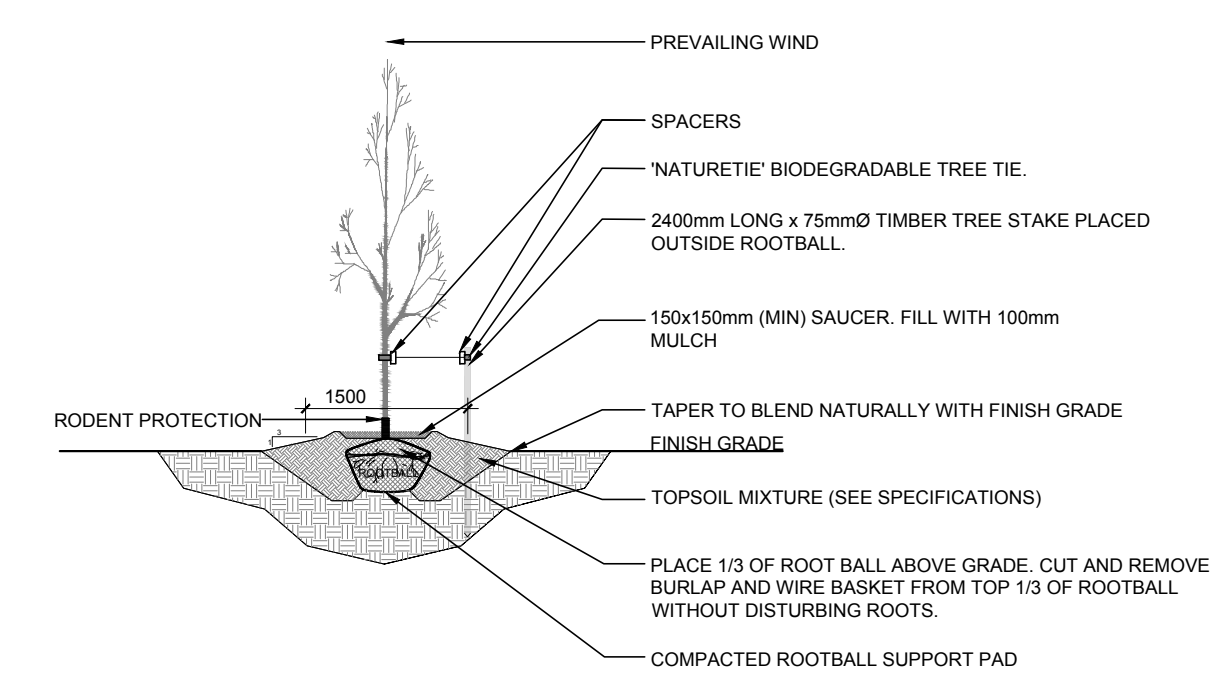 PREVAILING WIND
SPACERS
'NATURETIE' BIODEGRADABLE TREE TIE.
2400mm LONG x 75mmØ TIMBER TREE STAKE PLACED
OUTSIDE ROOTBALL.
150x150mm (MIN) SAUCER. FILL WITH 100mm
MULCH
1500
RODENT PROTECTION
TAPER TO BLEND NATURALLY WITH FINISH GRADE
3
1
FINISH GRADE
ROOTBALL
TOPSOIL MIXTURE (SEE SPECIFICATIONS)
PLACE 1/3 OF ROOT BALL ABOVE GRADE. CUT AND REMOVE
BURLAP AND WIRE BASKET FROM TOP 1/3 OF ROOTBALL
WITHOUT DISTURBING ROOTS.
COMPACTED ROOTBALL SUPPORT PAD